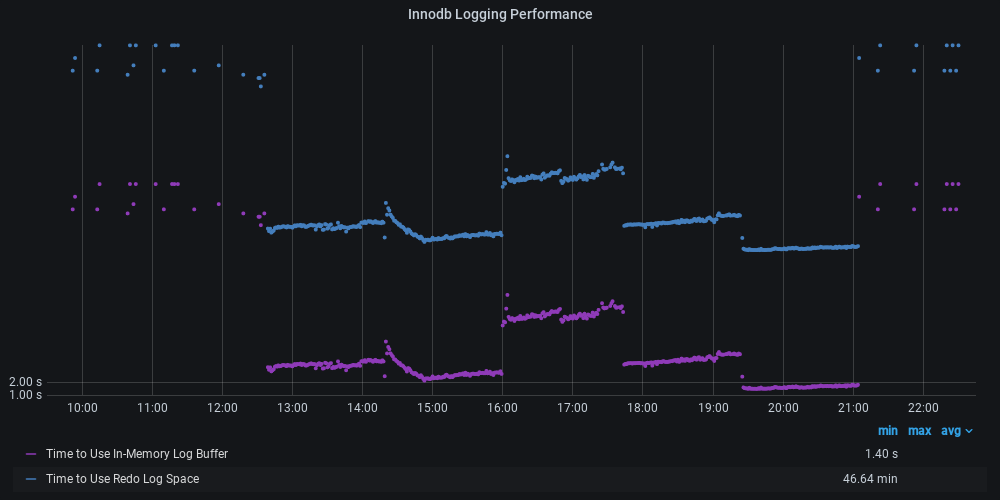 Innodb Logging Performance
2.00 s
1.00 s
10:00 11:00 12:00 13:00 14:00 15:00 16:00 17:00 18:00 19:00 20:00 21:00 22:00
min max avg
Time to Use In-Memory Log Buffer 1.40 s
Time to Use Redo Log Space 46.64 min